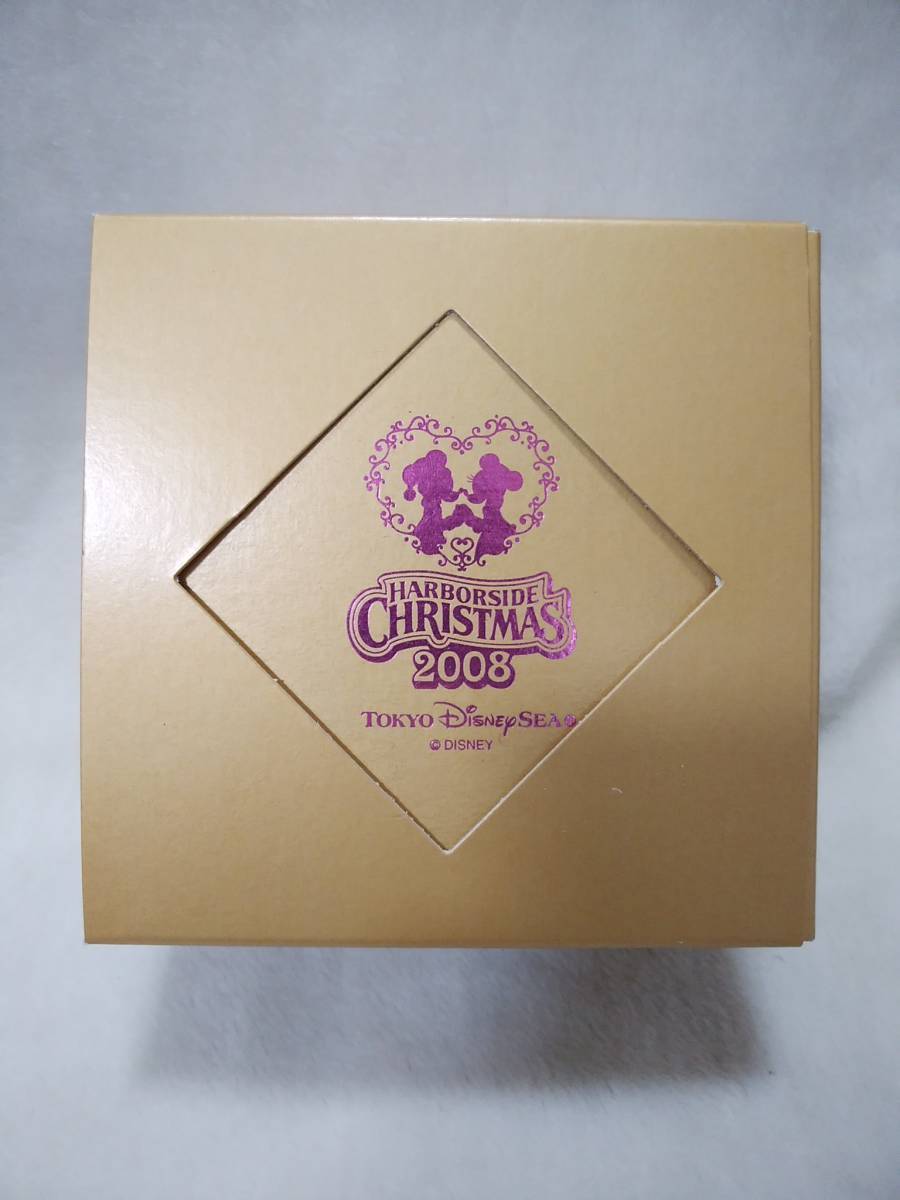 HARBORSIDE
CHRISTMAS
2008
TOKYO DISNEYSEA
© DISNEY